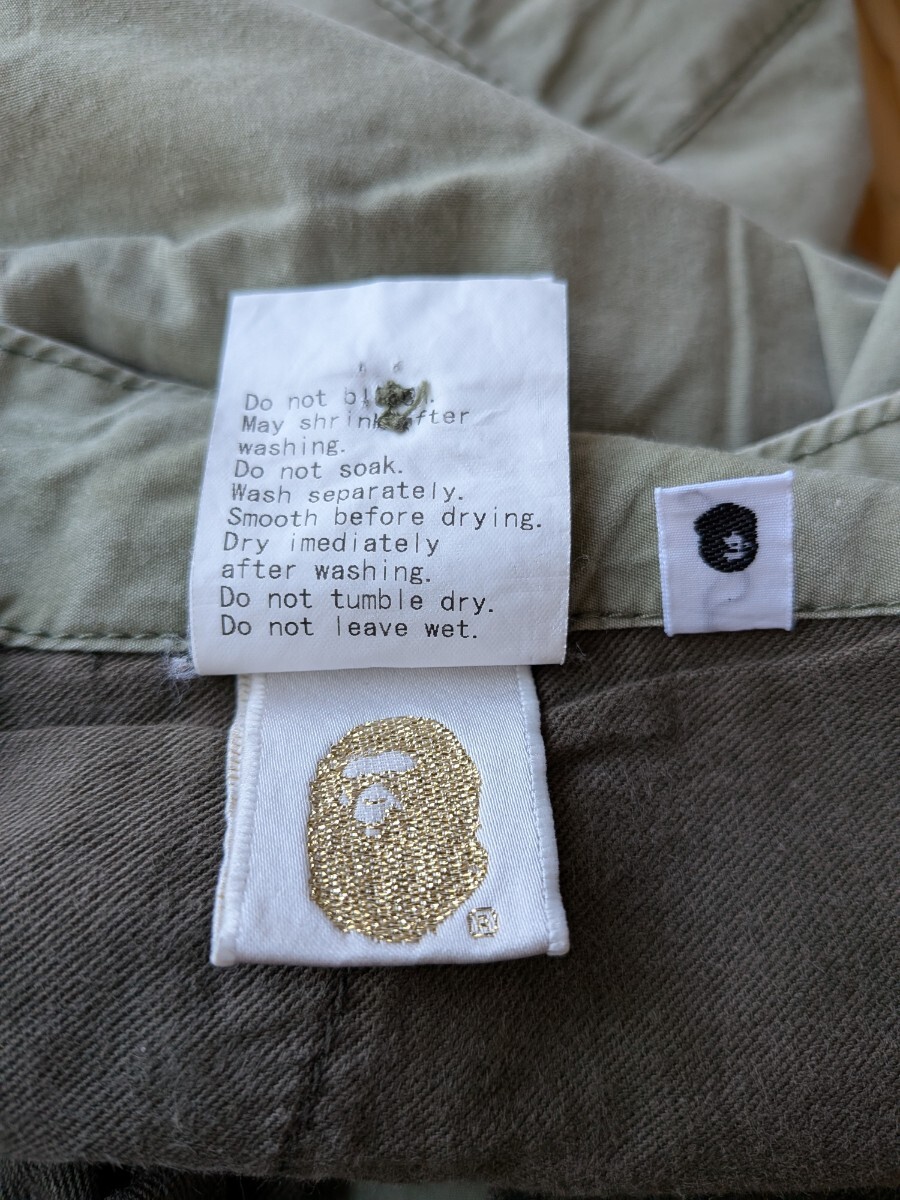 Do not
May shrink after
washing.
Do not soak.
Wash separately.
Smooth before drying.
Dry imediately
after washing.
Do not tumble dry.
Do not leave wet.
R